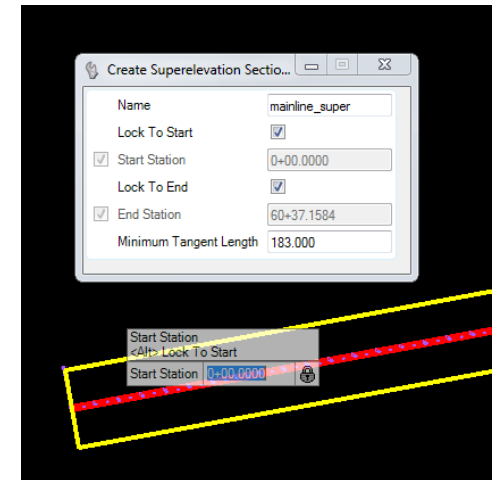 Create Superelevation Sectio...
Name mainline_super
Lock To Start
Start Station 0+00.0000
Lock To End
End Station 60+37.1584
Minimum Tangent Length 183.000
Start Station
<Alt> Lock To Start
Start Station 0+00.0000